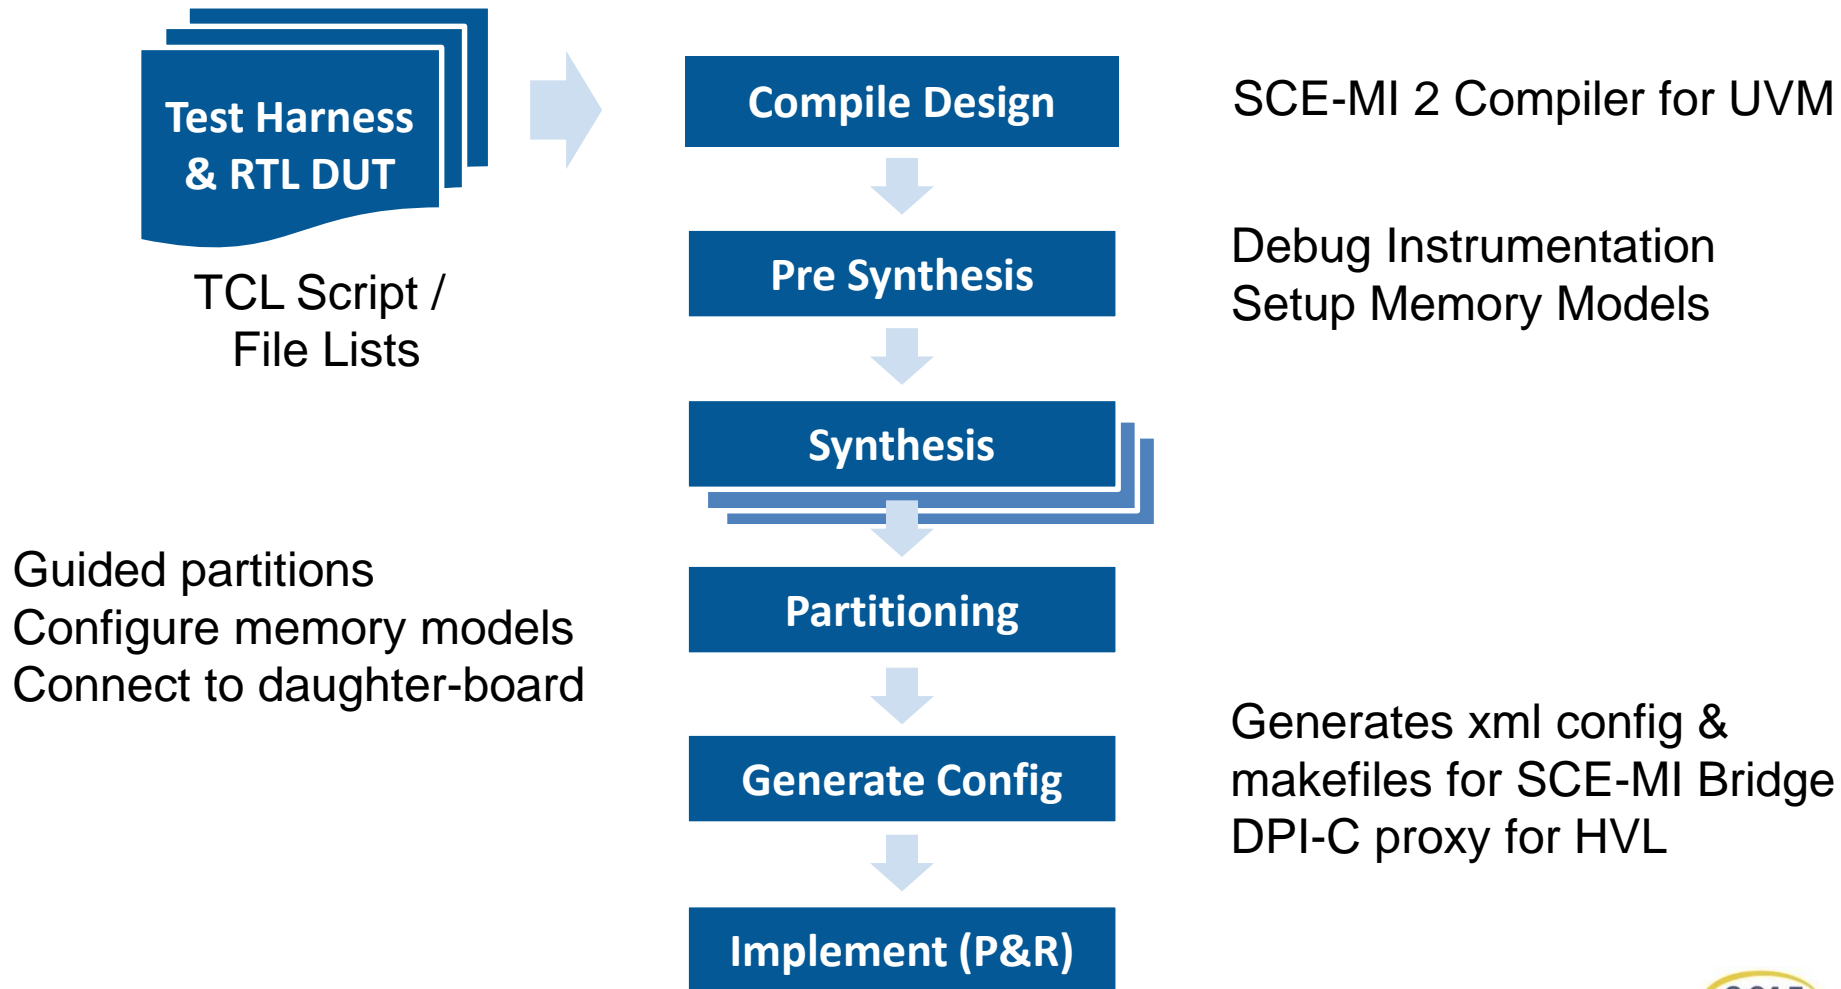 Test Harness
& RTL DUT
TCL Script /
File Lists
Compile Design
SCE-MI 2 Compiler for UVM
Pre Synthesis
Debug Instrumentation
Setup Memory Models
Synthesis
Guided partitions
Configure memory models
Connect to daughter-board
Partitioning
Generate Config
Generates xml config &
makefiles for SCE-MI Bridge
DPI-C proxy for HVL
Implement (P&R)